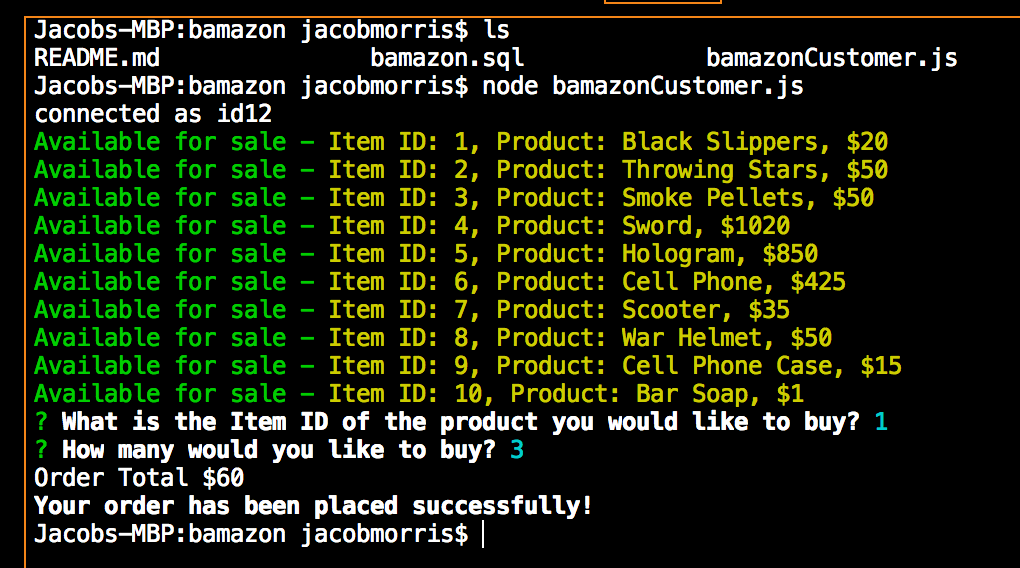 Jacobs-MBP:bamazon jacobmorris$ ls
README.md bamazon.sql bamazonCustomer.js
Jacobs-MBP:bamazon jacobmorris$ node bamazonCustomer.js
connected as id12
Available for sale – Item ID: 1, Product: Black Slippers, $20
Available for sale – Item ID: 2, Product: Throwing Stars, $50
Available for sale – Item ID: 3, Product: Smoke Pellets, $50
Available for sale – Item ID: 4, Product: Sword, $1020
Available for sale – Item ID: 5, Product: Hologram, $850
Available for sale – Item ID: 6, Product: Cell Phone, $425
Available for sale – Item ID: 7, Product: Scooter, $35
Available for sale – Item ID: 8, Product: War Helmet, $50
Available for sale – Item ID: 9, Product: Cell Phone Case, $15
Available for sale – Item ID: 10, Product: Bar Soap, $1
? What is the Item ID of the product you would like to buy? 1
? How many would you like to buy? 3
Order Total $60
Your order has been placed successfully!
Jacobs-MBP:bamazon jacobmorris$